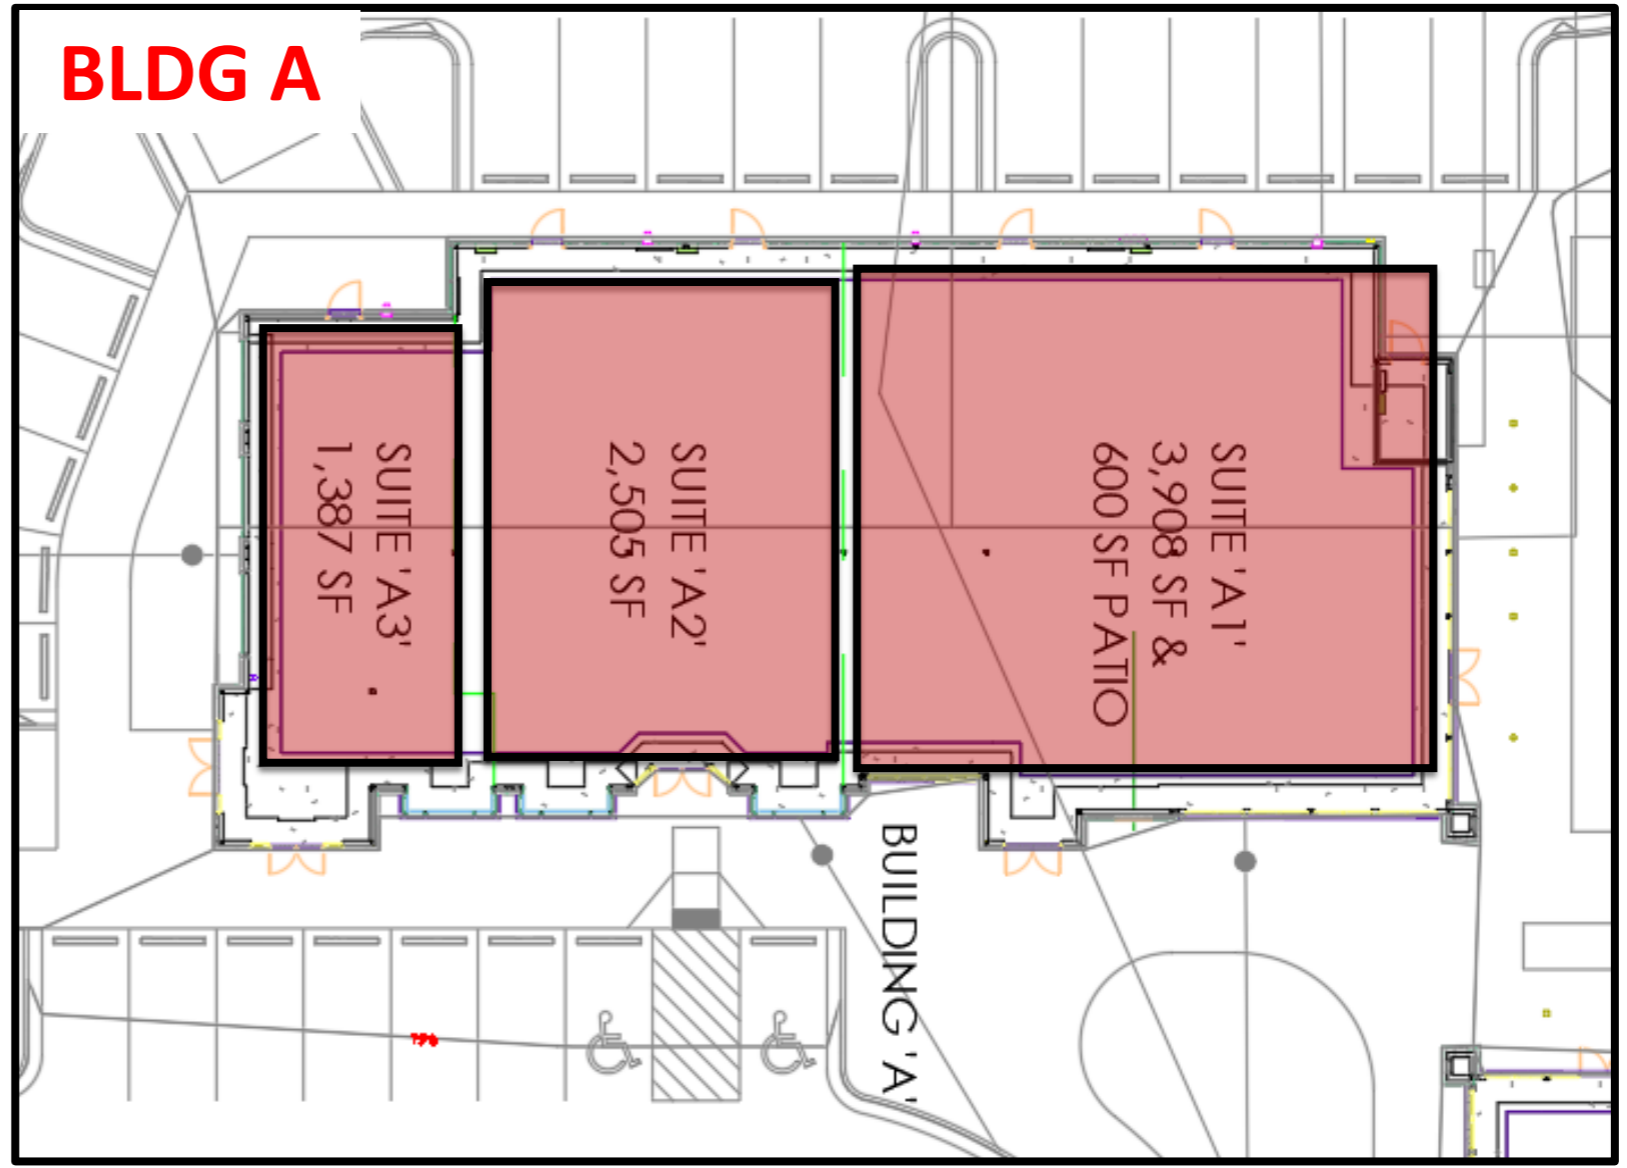 BLDG A
SUITE 'A3'
1,387 SF
SUITE 'A2'
2,505 SF
SUITE 'A1'
3,908 SF &
600 SF PATIO
BUILDING 'A'